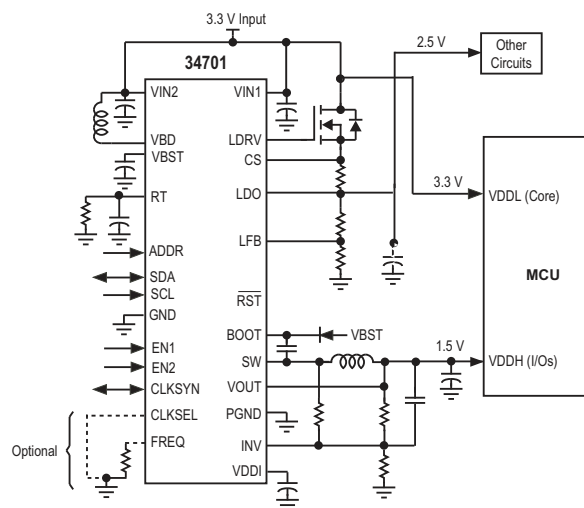 3.3 V Input
34701
2.5 V
Other
Circuits
VIN2
VIN1
VBD
LDRV
VBST
CS
RT
LDO
3.3 V
VDDL (Core)
LFB
ADDR
SDA
MCU
SCL
RST
GND
BOOT
VBST
EN1
SW
1.5 V
VDDH (I/Os)
EN2
CLKSYN
VOUT
CLKSEL
PGND
Optional
FREQ
INV
VDDI